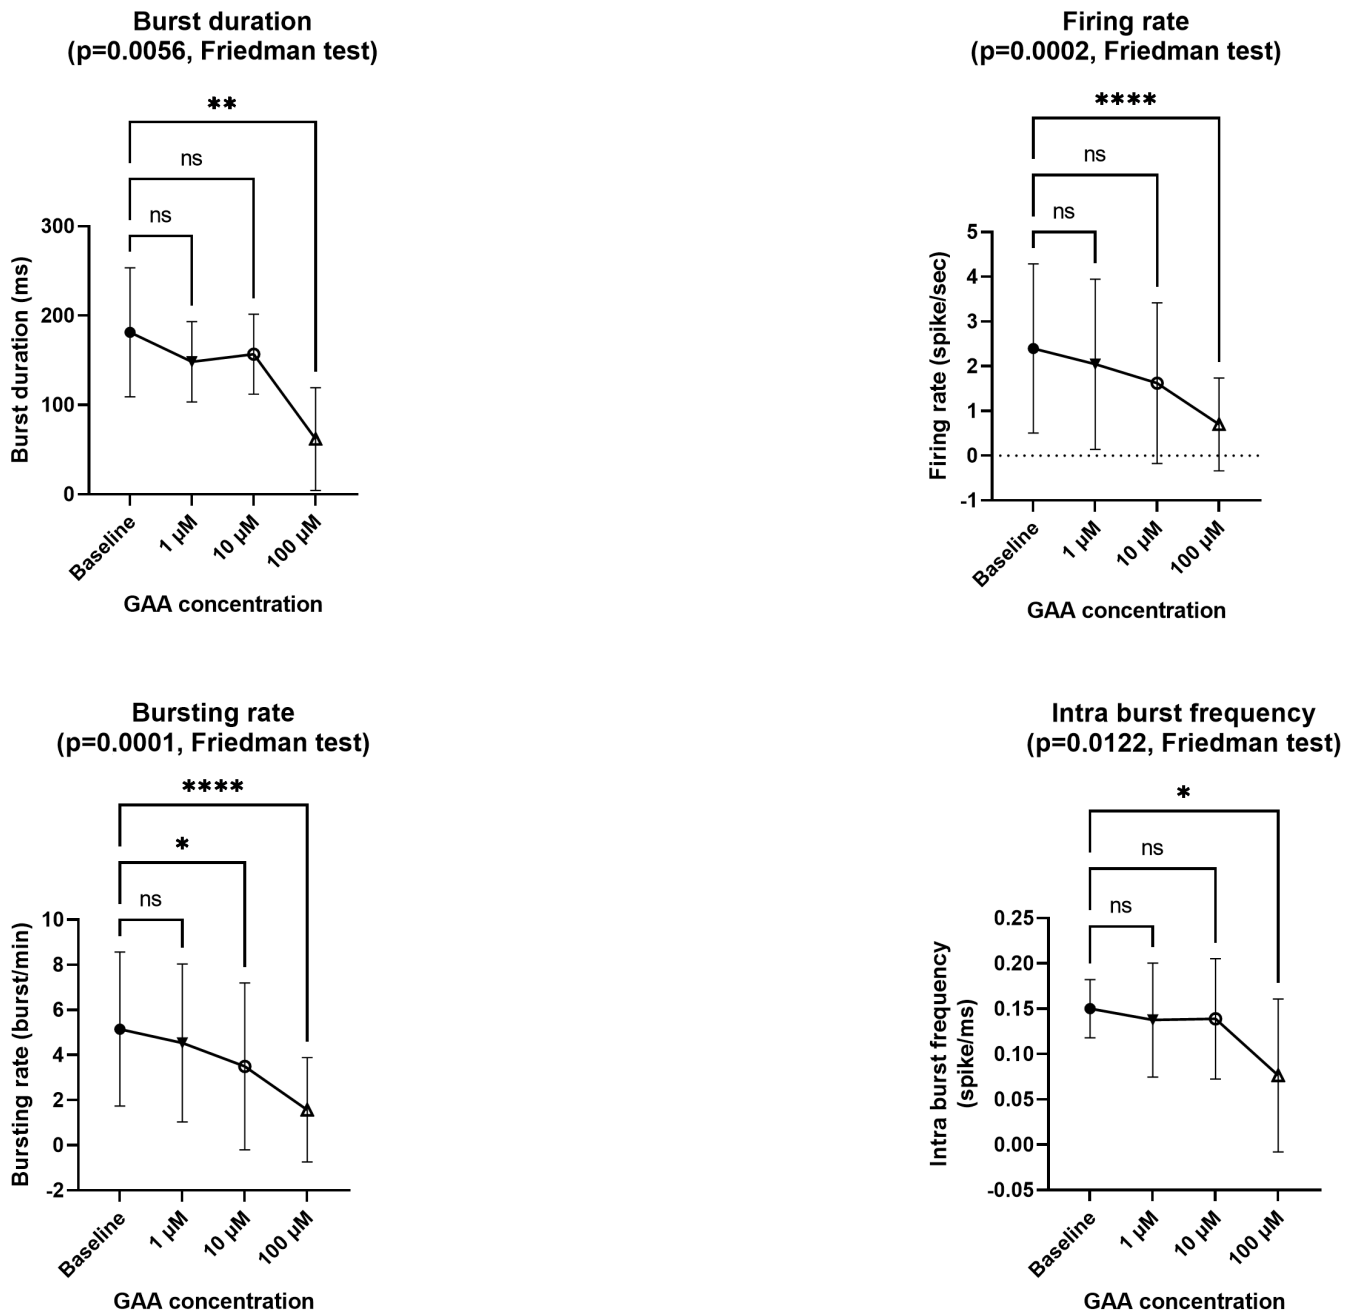 Burst duration
(p=0.0056, Friedman test)
**
ns
ns
300
200
100
0
Burst duration (ms)
Baseline
1 µM
10 µM
100 µM
GAA concentration
Firing rate
(p=0.0002, Friedman test)
****
ns
ns
5
4
3
2
1
0
-1
Firing rate (spike/sec)
Baseline
1 µM
10 µM
100 µM
GAA concentration
Bursting rate
(p=0.0001, Friedman test)
****
*
ns
10
8
6
4
2
0
-2
Bursting rate (burst/min)
Baseline
1 µM
10 µM
100 µM
GAA concentration
Intra burst frequency
(p=0.0122, Friedman test)
*
ns
ns
0.25
0.20
0.15
0.10
0.05
0.00
-0.05
Intra burst frequency
(spike/ms)
Baseline
1 µM
10 µM
100 µM
GAA concentration